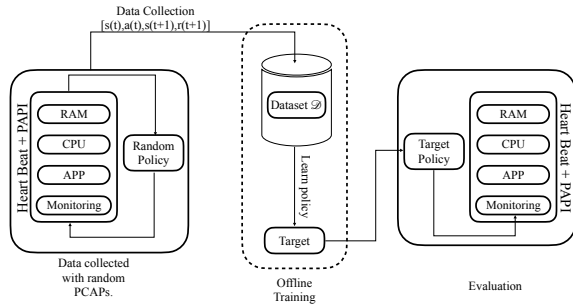 Data Collection
[s(t),a(t),s(t+1),r(t+1)]
Heart Beat + PAPI
RAM
CPU
APP
Monitoring
Random
Policy
Data collected
with random
PCAPs.
Dataset 𝒟
Learn policy
Target
Offline
Training
Target
Policy
RAM
CPU
APP
Monitoring
Heart Beat + PAPI
Evaluation